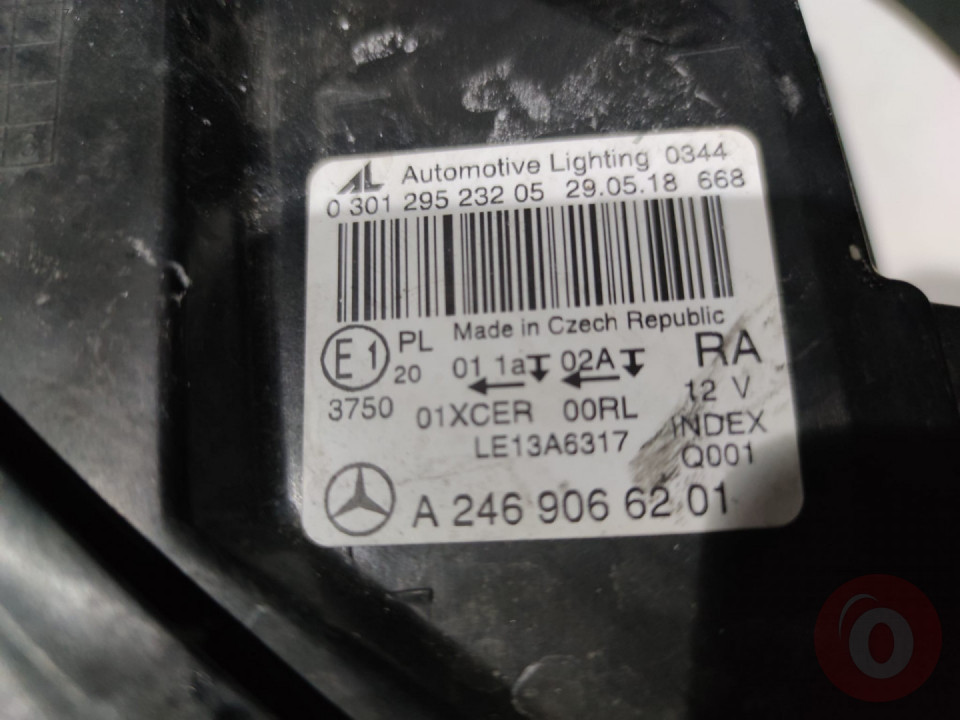 AL Automotive Lighting 0344
0 301 295 232 05 29.05.18 668
Made in Czech Republic
E1 PL 20 01 1a 02A RA
3750 01XCER 00RL 12 V
LE13A6317 INDEX
Q001
A 246 906 62 01
O